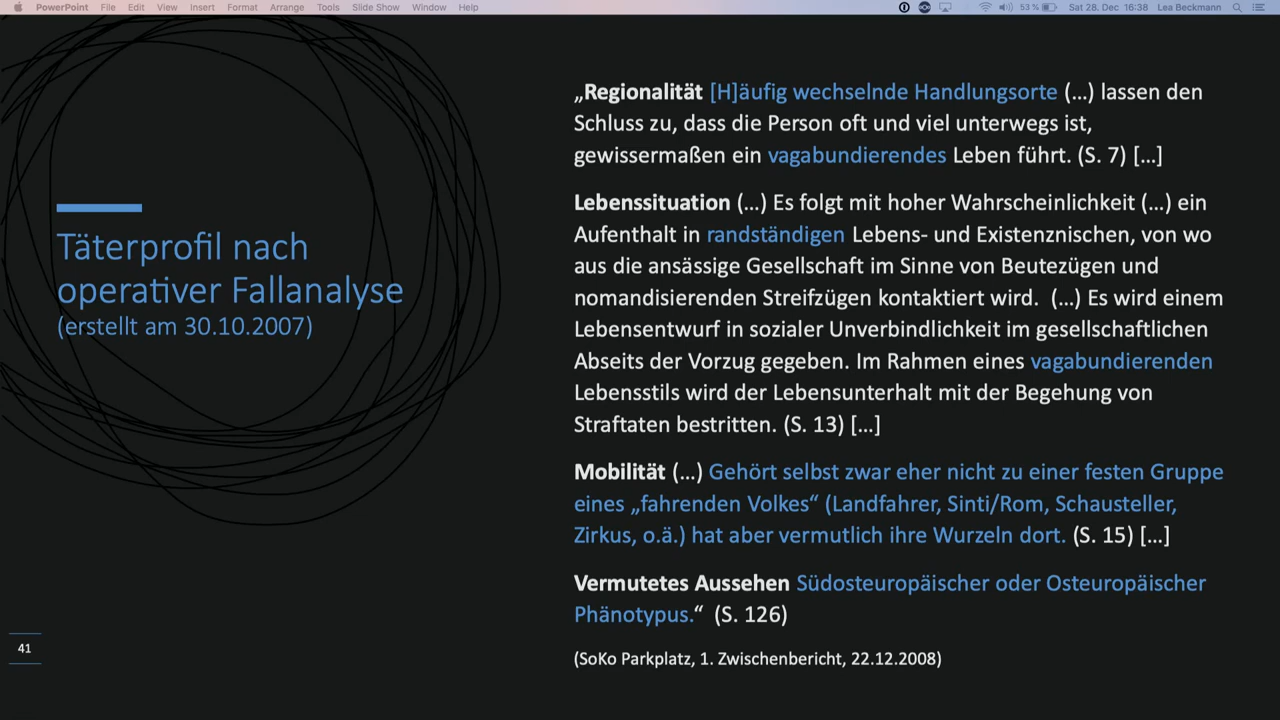 PowerPoint File Edit View Insert Format Arrange Tools Slide Show Window Help 53 % Sat 28. Dec 16:38 Lea Beckmann
Täterprofil nach
operativer Fallanalyse
(erstellt am 30.10.2007)
41
„Regionalität [H]äufig wechselnde Handlungsorte (...) lassen den
Schluss zu, dass die Person oft und viel unterwegs ist,
gewissermaßen ein vagabundierendes Leben führt. (S. 7) [...]
Lebenssituation (...) Es folgt mit hoher Wahrscheinlichkeit (...) ein
Aufenthalt in randständigen Lebens- und Existenznischen, von wo
aus die ansässige Gesellschaft im Sinne von Beutezügen und
nomandisierenden Streifzügen kontaktiert wird. (...) Es wird einem
Lebensentwurf in sozialer Unverbindlichkeit im gesellschaftlichen
Abseits der Vorzug gegeben. Im Rahmen eines vagabundierenden
Lebensstils wird der Lebensunterhalt mit der Begehung von
Straftaten bestritten. (S. 13) [...]
Mobilität (...) Gehört selbst zwar eher nicht zu einer festen Gruppe
eines „fahrenden Volkes“ (Landfahrer, Sinti/Rom, Schausteller,
Zirkus, o.ä.) hat aber vermutlich ihre Wurzeln dort. (S. 15) [...]
Vermutetes Aussehen Südosteuropäischer oder Osteuropäischer
Phänotypus.“ (S. 126)
(SoKo Parkplatz, 1. Zwischenbericht, 22.12.2008)